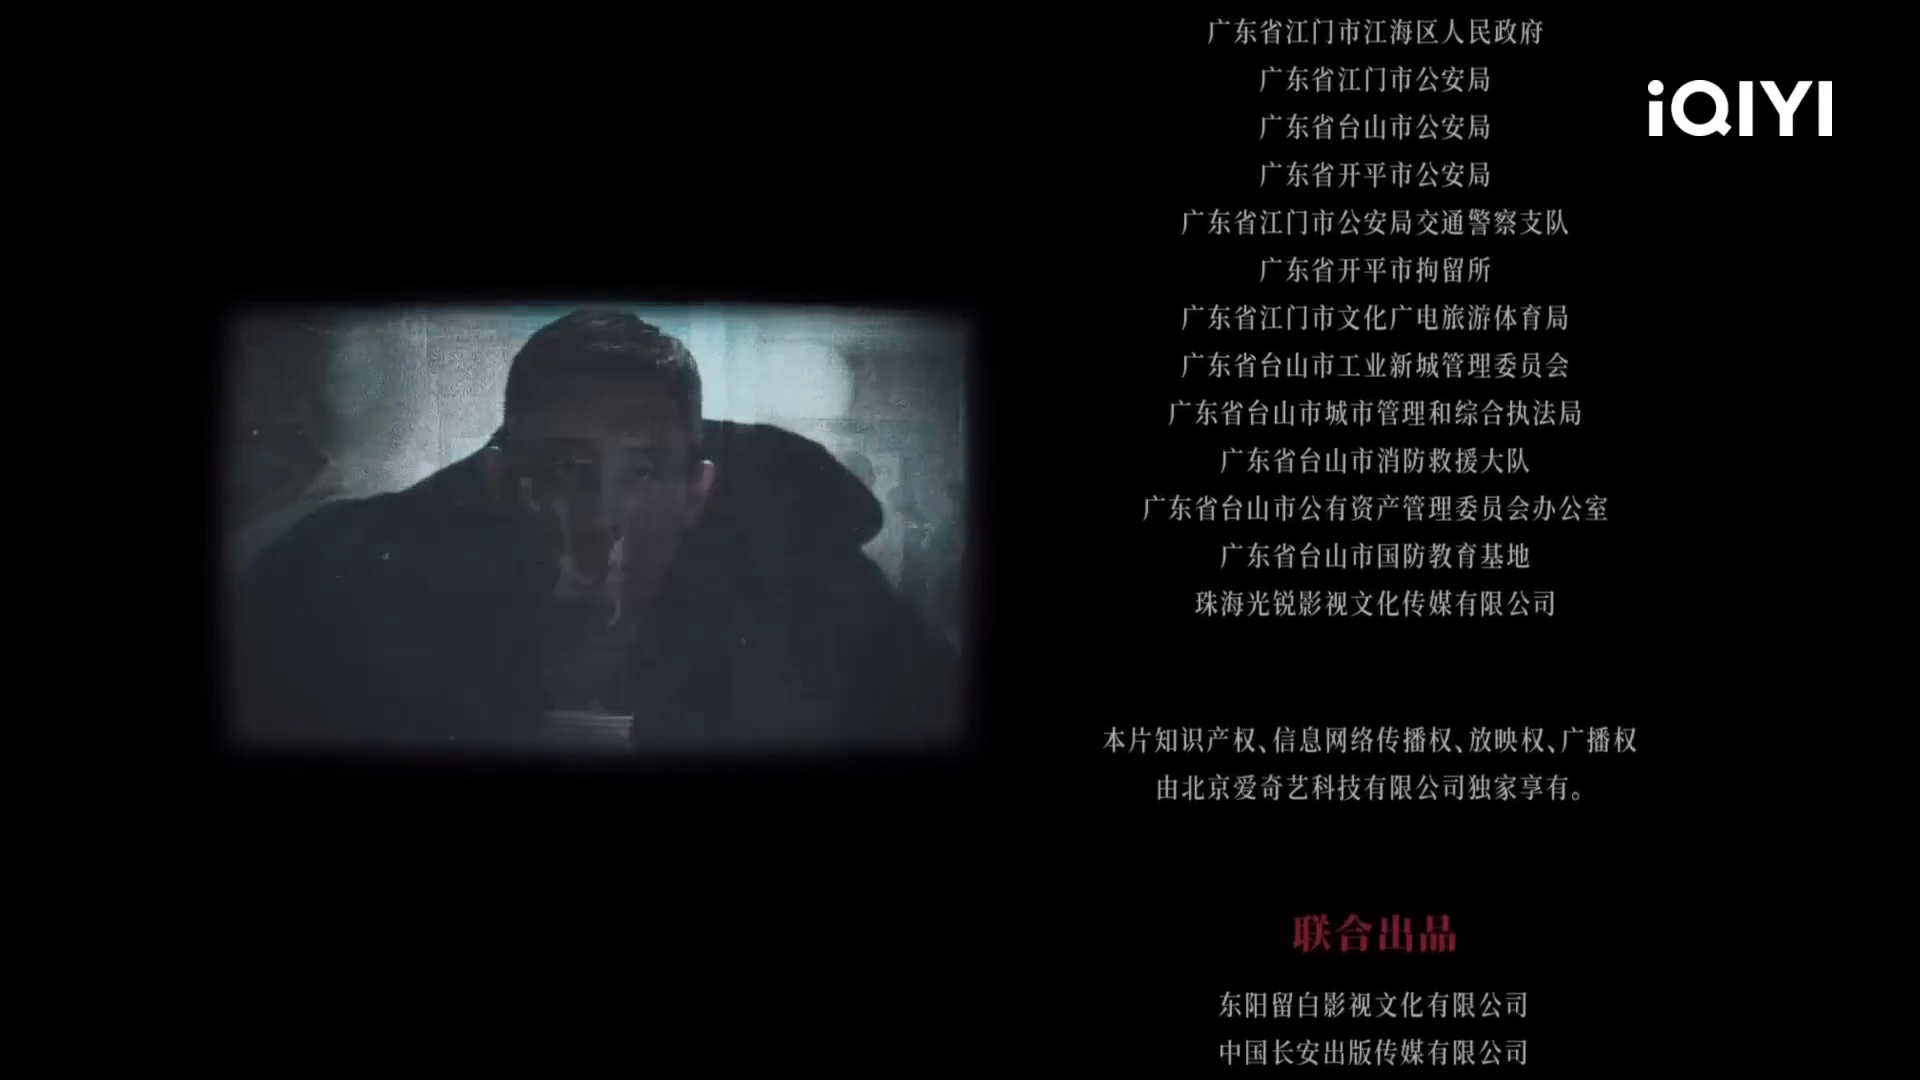 广东省江门市江海区人民政府
广东省江门市公安局
iQIYI
广东省台山市公安局
广东省开平市公安局
广东省江门市公安局交通警察支队
广东省开平市拘留所
广东省江门市文化广电旅游体育局
广东省台山市工业新城管理委员会
广东省台山市城市管理和综合执法局
广东省台山市消防救援大队
广东省台山市公有资产管理委员会办公室
广东省台山市国防教育基地
珠海光锐影视文化传媒有限公司
本片知识产权、信息网络传播权、放映权、广播权
由北京爱奇艺科技有限公司独家享有。
联合出品
东阳留白影视文化有限公司
中国长安出版传媒有限公司